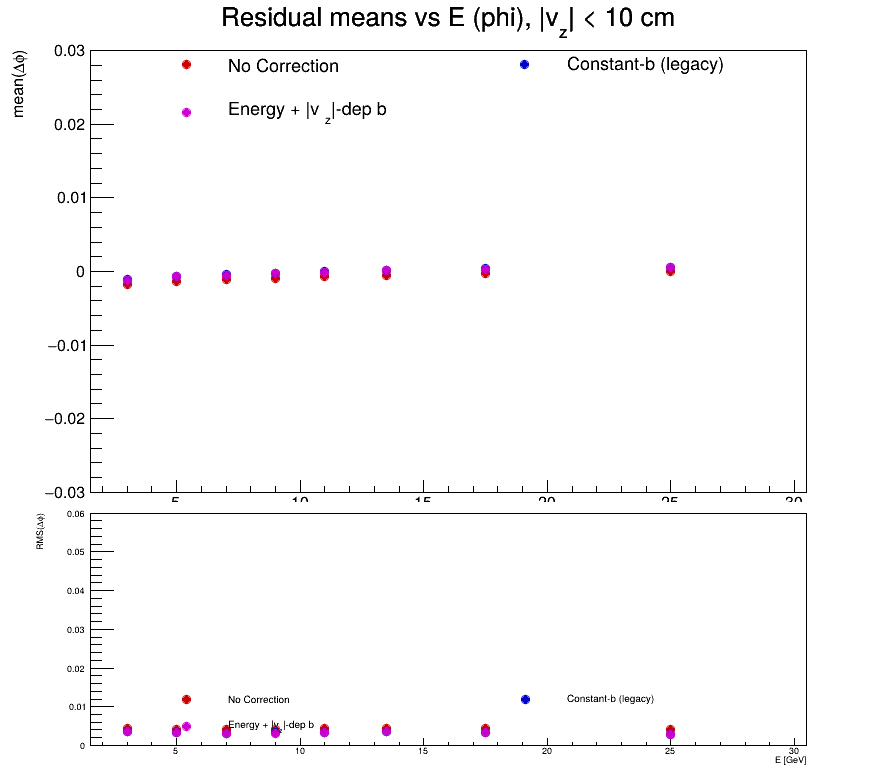 Residual means vs E (phi), |v_z| < 10 cm
mean(Δϕ)
0.03
No Correction
Constant-b (legacy)
Energy + |v_z|-dep b
0.02
0.01
0
−0.01
−0.02
−0.03
5 10 15 20 25 30
RMS(Δϕ)
0.06
0.05
0.04
0.03
0.02
No Correction
Constant-b (legacy)
0.01
Energy + |v_z|-dep b
0
5 10 15 20 25 30
E [GeV]